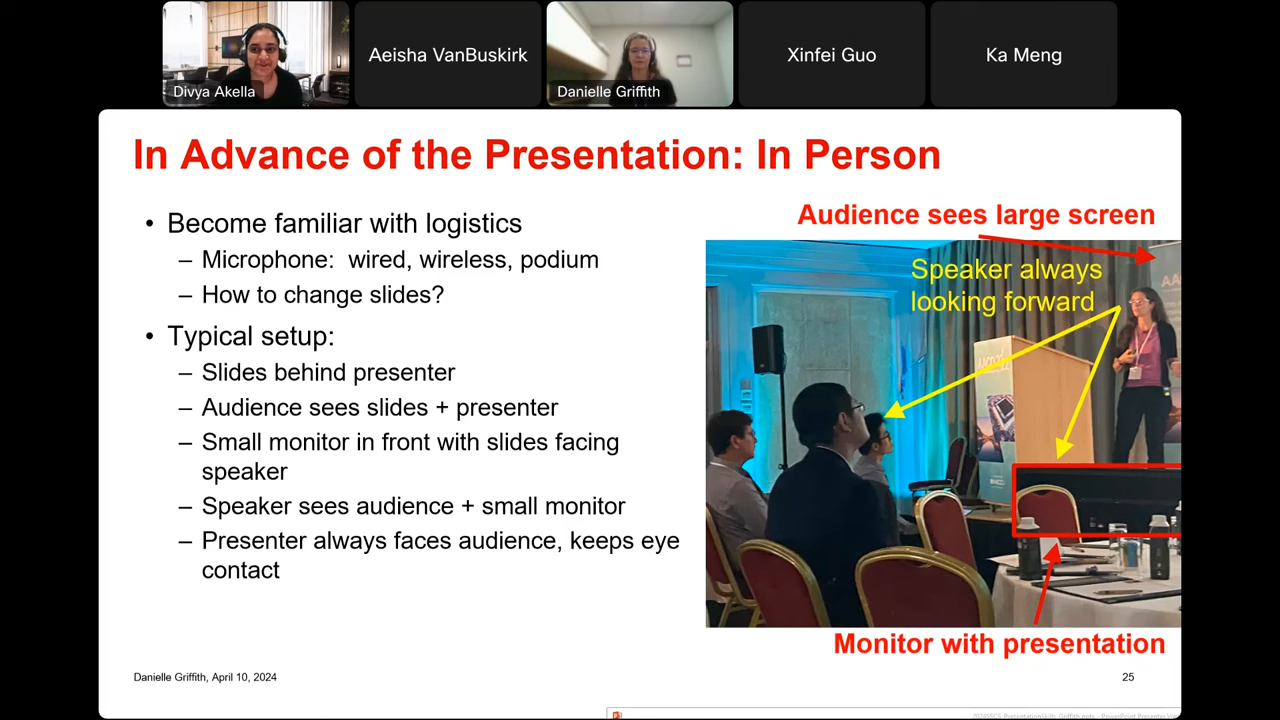 Divya Akella
Aeisha VanBuskirk
Danielle Griffith
Xinfei Guo
Ka Meng
In Advance of the Presentation: In Person
• Become familiar with logistics
– Microphone:  wired, wireless, podium
– How to change slides?
• Typical setup:
– Slides behind presenter
– Audience sees slides + presenter
– Small monitor in front with slides facing
speaker
– Speaker sees audience + small monitor
– Presenter always faces audience, keeps eye
contact
Audience sees large screen
Speaker always
looking forward
Monitor with presentation
Danielle Griffith, April 10, 2024
25